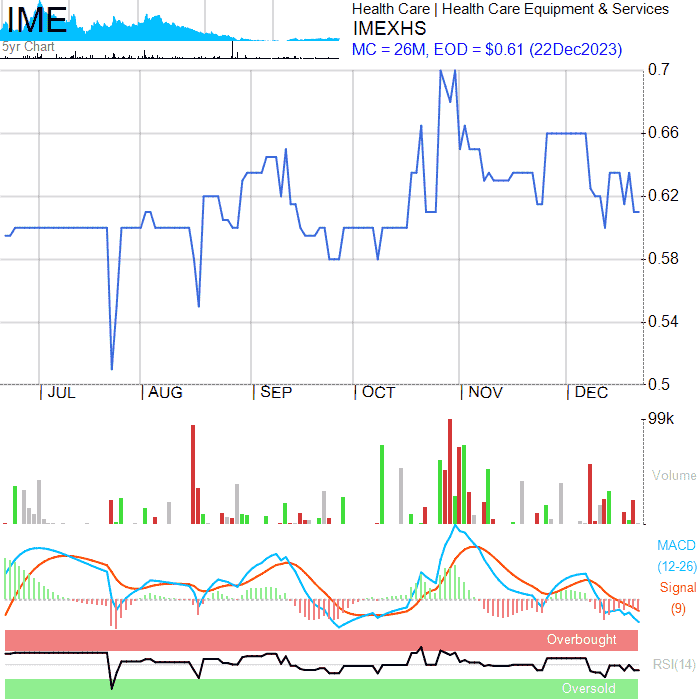 IME
5yr Chart
Health Care | Health Care Equipment & Services
IMEXHS
MC = 26M, EOD = $0.61 (22Dec2023)
0.7
0.66
0.62
0.58
0.54
0.5
JUL AUG SEP OCT NOV DEC
99k
Volume
MACD
(12-26)
Signal
(9)
Overbought
RSI(14)
Oversold